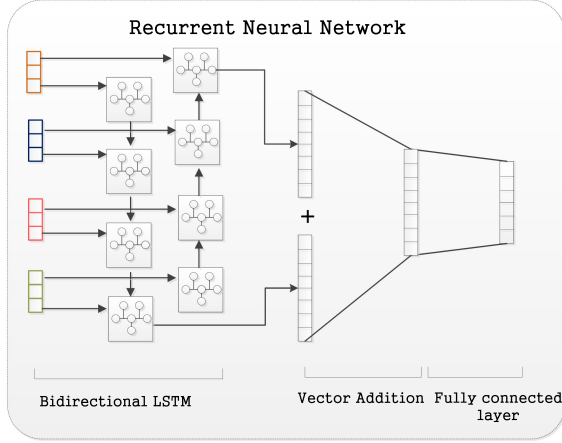 Recurrent Neural Network
+
Bidirectional LSTM
Vector Addition
Fully connected
layer